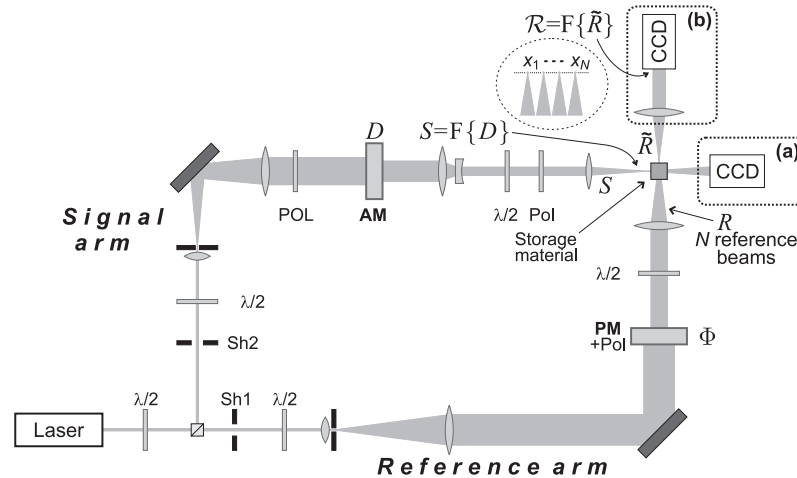 ℛ=F{R̃}
(b)
CCD
x₁ - - - x_N
D
S=F{D}
R̃
(a)
CCD
S
POL
AM
λ/2
Pol
Signal
arm
Storage
material
R
N reference
beams
λ/2
λ/2
PM
+Pol
Φ
Sh2
λ/2
Sh1
λ/2
Laser
Reference arm